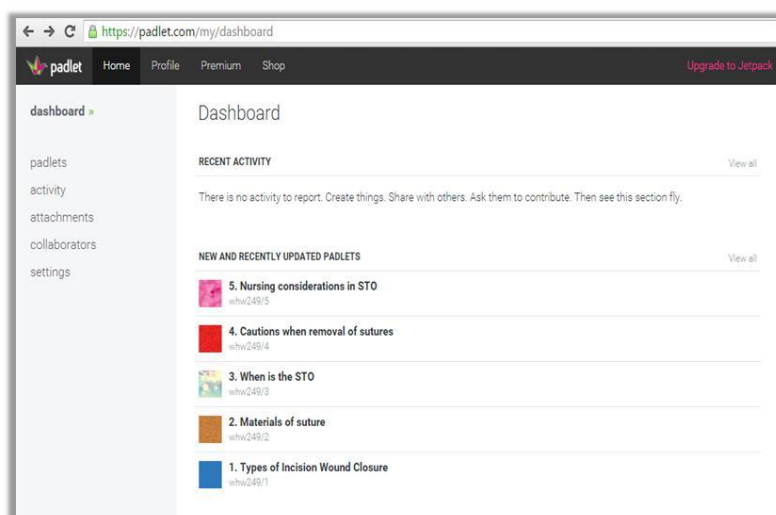 https://padlet.com/my/dashboard
padlet Home Profile Premium Shop Upgrade to Jetpack
dashboard »
padlets
activity
attachments
collaborators
settings
Dashboard
RECENT ACTIVITY View all
There is no activity to report. Create things. Share with others. Ask them to contribute. Then see this section fly.
NEW AND RECENTLY UPDATED PADLETS View all
5. Nursing considerations in STO
whw249/5
4. Cautions when removal of sutures
whw249/4
3. When is the STO
whw249/3
2. Materials of suture
whw249/2
1. Types of Incision Wound Closure
whw249/1